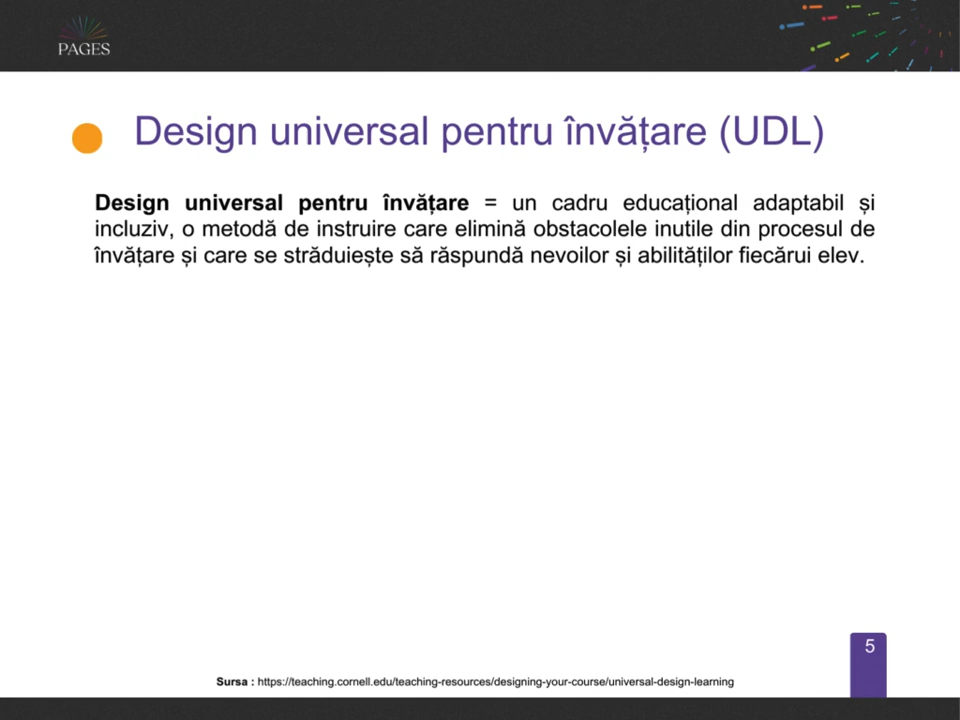 PAGES
Design universal pentru învățare (UDL)
Design universal pentru învățare = un cadru educațional adaptabil și
incluziv, o metodă de instruire care elimină obstacolele inutile din procesul de
învățare și care se străduiește să răspundă nevoilor și abilităților fiecărui elev.
5
Sursa : https://teaching.cornell.edu/teaching-resources/designing-your-course/universal-design-learning